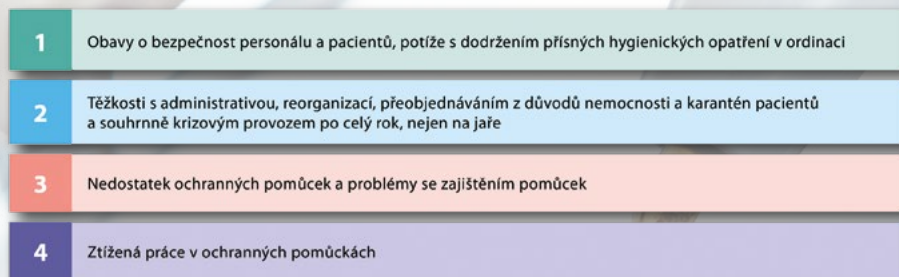 1 Obavy o bezpečnost personálu a pacientů, potíže s dodržením přísných hygienických opatření v ordinaci
2 Těžkosti s administrativou, reorganizací, přeobjednáváním z důvodů nemocnosti a karantén pacientů
a souhrnně krizovým provozem po celý rok, nejen na jaře
3 Nedostatek ochranných pomůcek a problémy se zajištěním pomůcek
4 Ztížená práce v ochranných pomůckách